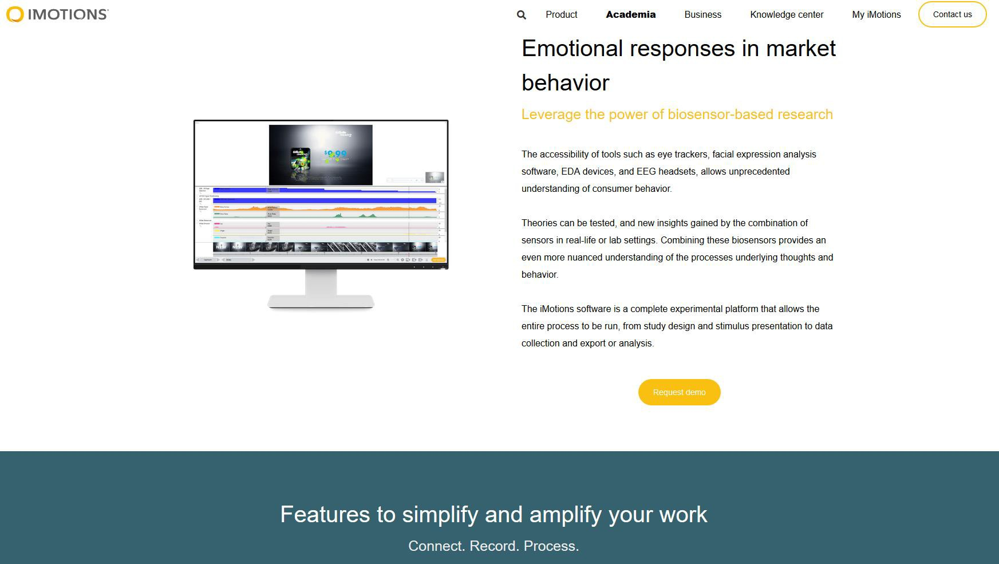 IMOTIONS
Product
Academia
Business
Knowledge center
My iMotions
Contact us
Emotional responses in market
behavior
Leverage the power of biosensor-based research
The accessibility of tools such as eye trackers, facial expression analysis
software, EDA devices, and EEG headsets, allows unprecedented
understanding of consumer behavior.
Theories can be tested, and new insights gained by the combination of
sensors in real-life or lab settings. Combining these biosensors provides an
even more nuanced understanding of the processes underlying thoughts and
behavior.
The iMotions software is a complete experimental platform that allows the
entire process to be run, from study design and stimulus presentation to data
collection and export or analysis.
Request demo
Gillette
$9.99
NEW NEW
Features to simplify and amplify your work
Connect. Record. Process.